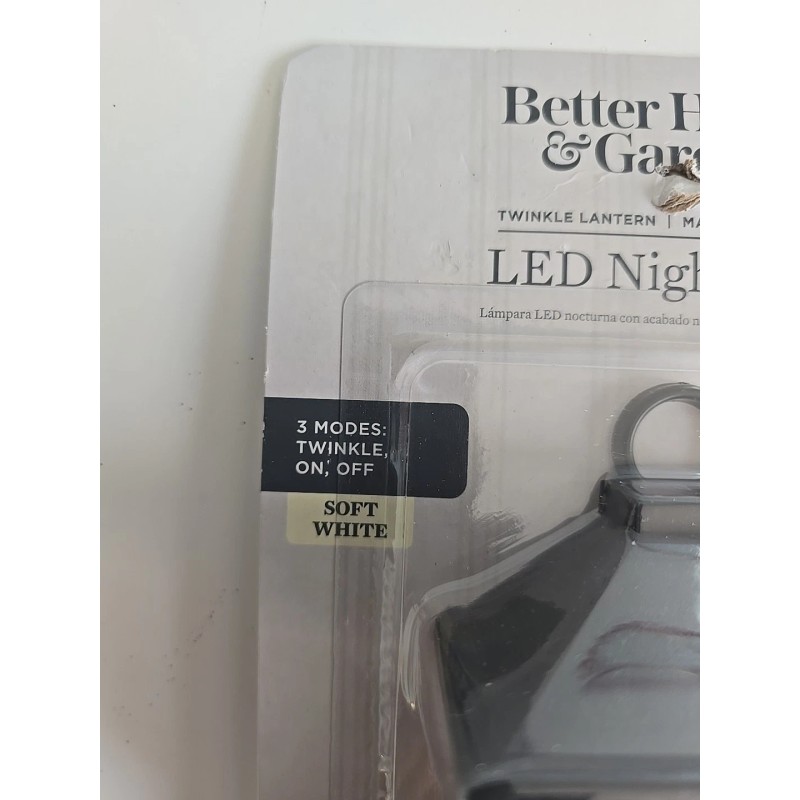 Better H
& Gar
TWINKLE LANTERN | MA
LED Nigh
Lámpara LED nocturna con acabado n
3 MODES:
TWINKLE,
ON, OFF
SOFT
WHITE